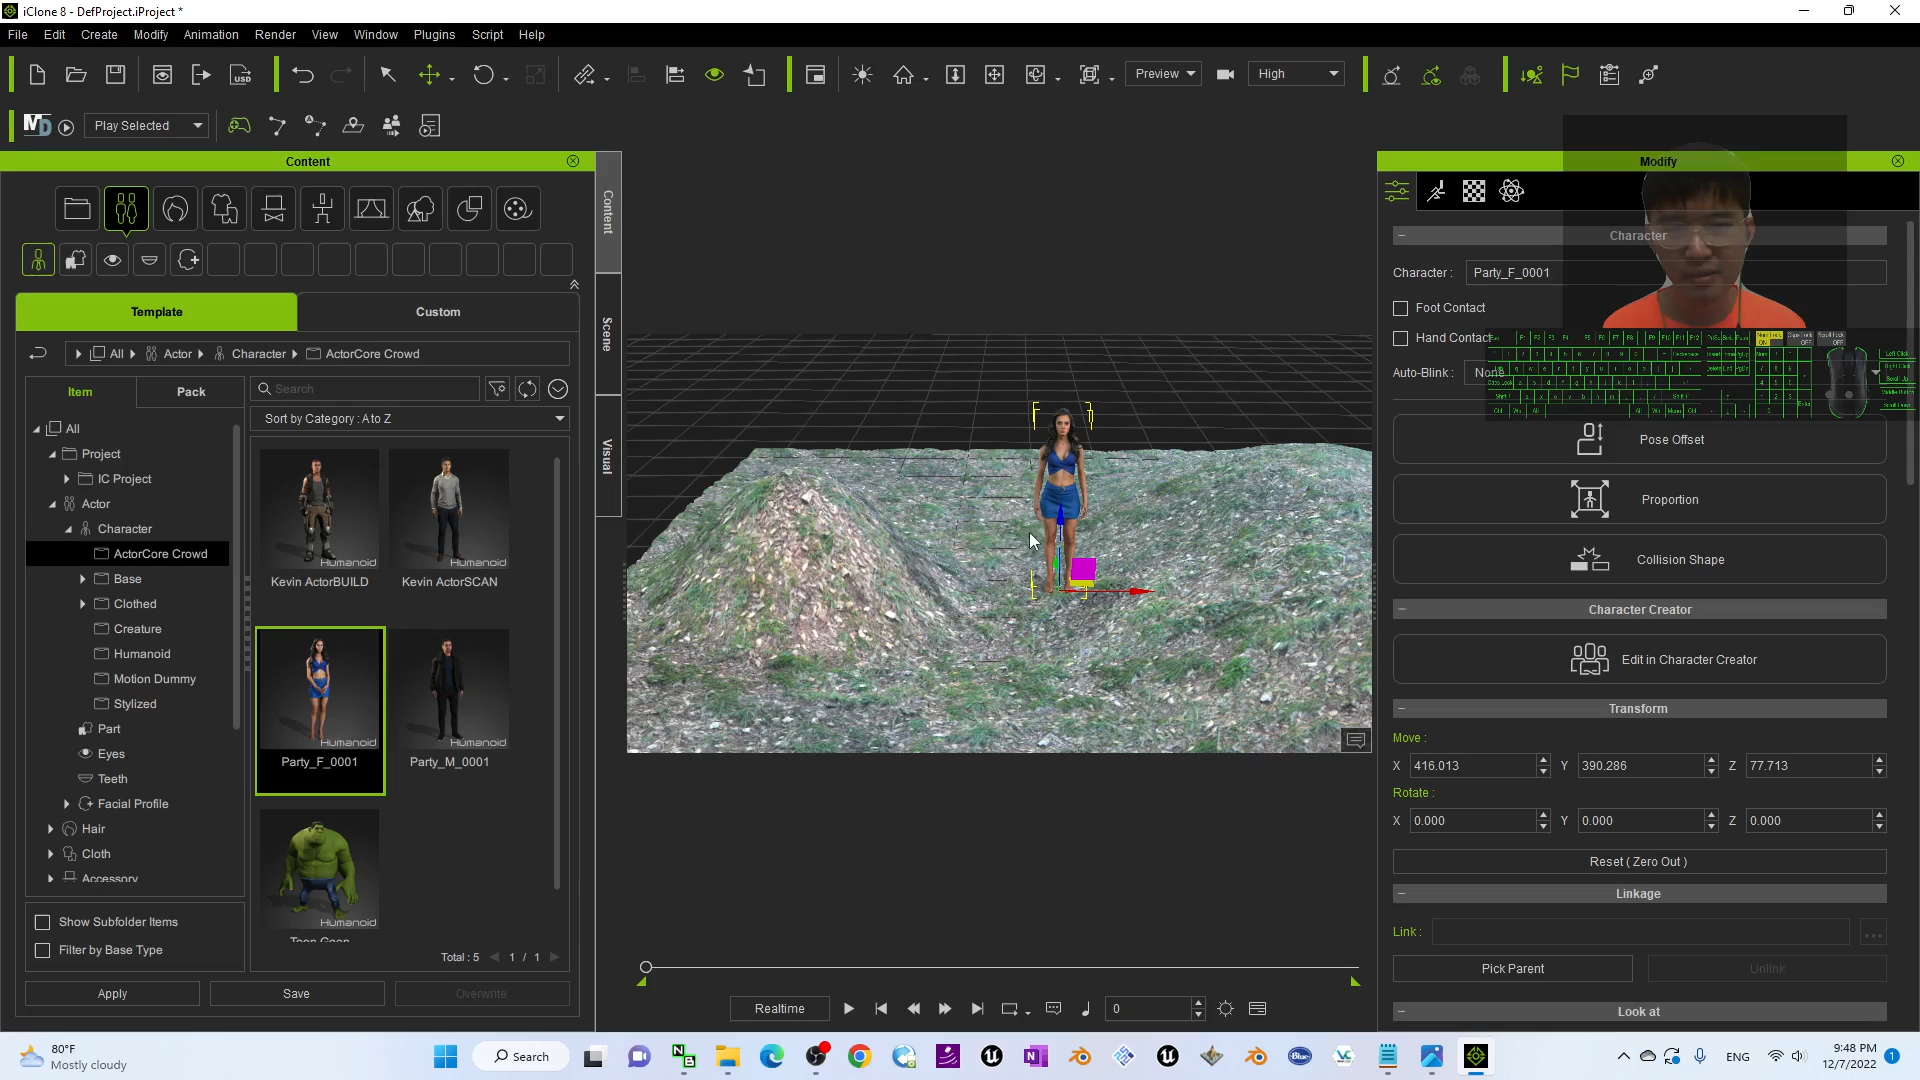 iClone 8 - DefProject.iProject *
File Edit Create Modify Animation Render View Window Plugins Script Help
Preview
High
MD
Play Selected
Content
Modify
Content
Scene
Visual
Template
Custom
All Actor Character ActorCore Crowd
Item
Pack
Search
Sort by Category : A to Z
All
Project
IC Project
Actor
Character
ActorCore Crowd
Base
Clothed
Creature
Humanoid
Motion Dummy
Stylized
Part
Eyes
Teeth
Facial Profile
Hair
Cloth
Accessory
Humanoid
Kevin ActorBUILD
Humanoid
Kevin ActorSCAN
Humanoid
Party_F_0001
Humanoid
Party_M_0001
Humanoid
Show Subfolder Items
Filter by Base Type
Total : 5 1 / 1
Apply
Save
Overwrite
Realtime
0
Character
Character : Party_F_0001
Foot Contact
Hand Contact
Auto-Blink : None
Pose Offset
Proportion
Collision Shape
Character Creator
Edit in Character Creator
Transform
Move :
X 416.013 Y 390.286 Z 77.713
Rotate :
X 0.000 Y 0.000 Z 0.000
Reset ( Zero Out )
Linkage
Link :
...
Pick Parent
Unlink
Look at
80°F
Mostly cloudy
Search
ENG
9:48 PM
12/7/2022
1